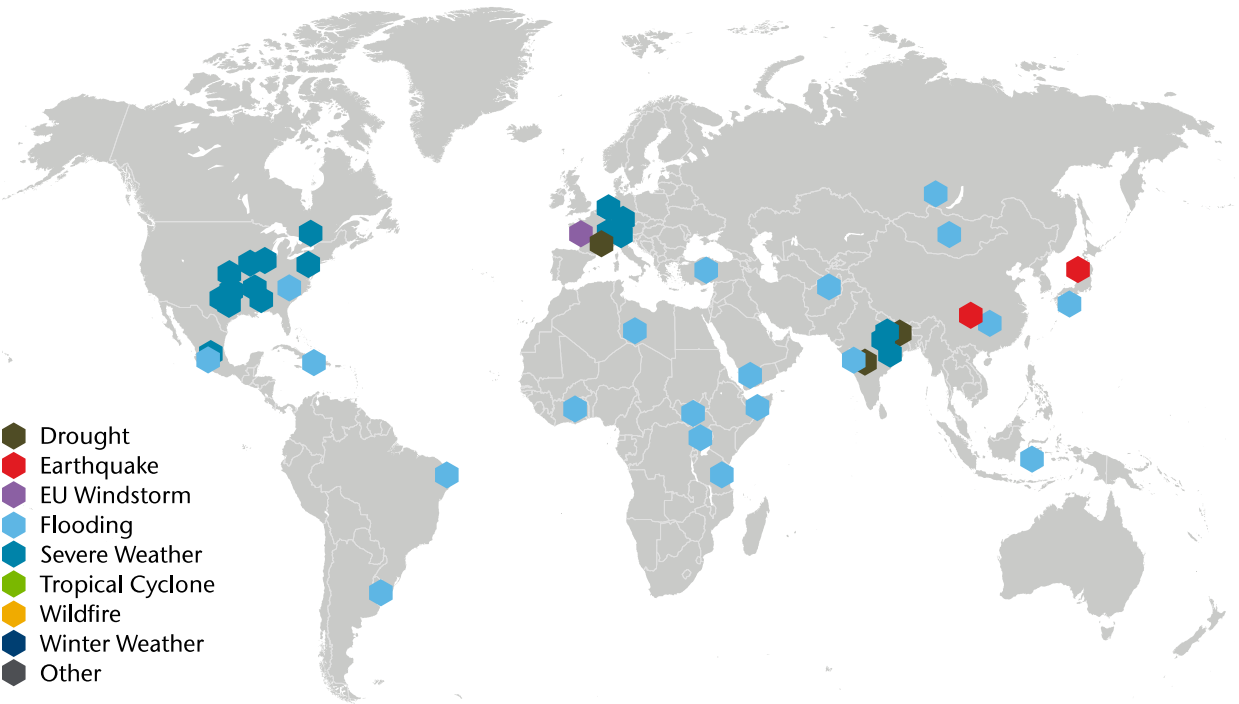 Drought
Earthquake
EU Windstorm
Flooding
Severe Weather
Tropical Cyclone
Wildfire
Winter Weather
Other